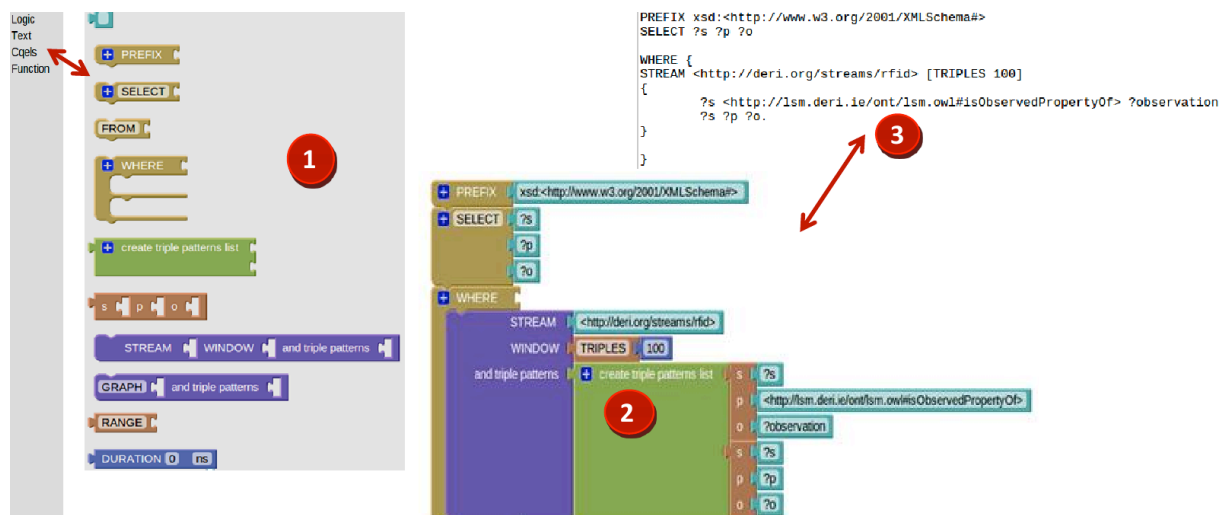 Logic
Text
Cqels
Function
PREFIX
SELECT
FROM
WHERE
create triple patterns list
s p o
STREAM WINDOW and triple patterns
GRAPH and triple patterns
RANGE
DURATION 0 ns
1
PREFIX xsd:<http://www.w3.org/2001/XMLSchema#>
SELECT ?s ?p ?o
WHERE {
STREAM <http://deri.org/streams/rfid> [TRIPLES 100]
{
?s <http://lsm.deri.ie/ont/lsm.owl#isObservedPropertyOf> ?observation
?s ?p ?o.
}
}
3
PREFIX xsd:<http://www.w3.org/2001/XMLSchema#>
SELECT ?s
?p
?o
WHERE
STREAM <http://deri.org/streams/rfid>
WINDOW TRIPLES 100
and triple patterns create triple patterns list s ?s
p <http://lsm.deri.ie/ont/lsm.owl#isObservedPropertyOf>
2
o ?observation
s ?s
p ?p
o ?o